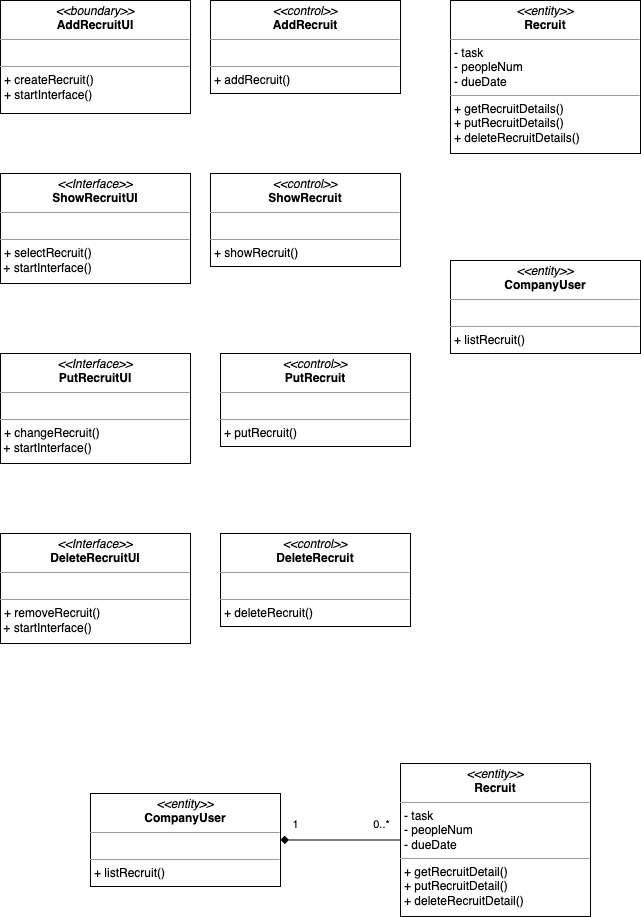 <<boundary>>
AddRecruitUI
+ createRecruit()
+ startInterface()
<<control>>
AddRecruit
+ addRecruit()
<<entity>>
Recruit
- task
- peopleNum
- dueDate
+ getRecruitDetails()
+ putRecruitDetails()
+ deleteRecruitDetails()
<<Interface>>
ShowRecruitUI
+ selectRecruit()
+ startInterface()
<<control>>
ShowRecruit
+ showRecruit()
<<entity>>
CompanyUser
+ listRecruit()
<<Interface>>
PutRecruitUI
+ changeRecruit()
+ startInterface()
<<control>>
PutRecruit
+ putRecruit()
<<Interface>>
DeleteRecruitUI
+ removeRecruit()
+ startInterface()
<<control>>
DeleteRecruit
+ deleteRecruit()
<<entity>>
CompanyUser
+ listRecruit()
1
0..*
<<entity>>
Recruit
- task
- peopleNum
- dueDate
+ getRecruitDetail()
+ putRecruitDetail()
+ deleteRecruitDetail()